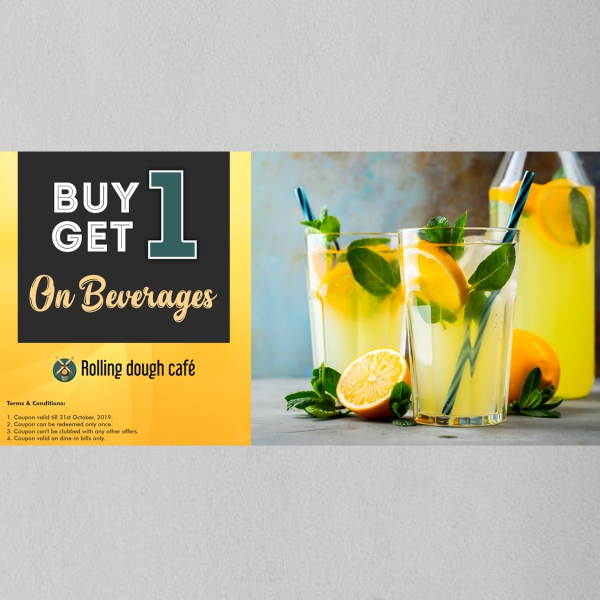 BUY 1
GET
On Beverages
Rolling dough café
Terms & Conditions:
1. Coupon valid till 31st October, 2019.
2. Coupon can be redeemed only once.
3. Coupon can't be clubbed with any other offers.
4. Coupon valid on dine-in bills only.